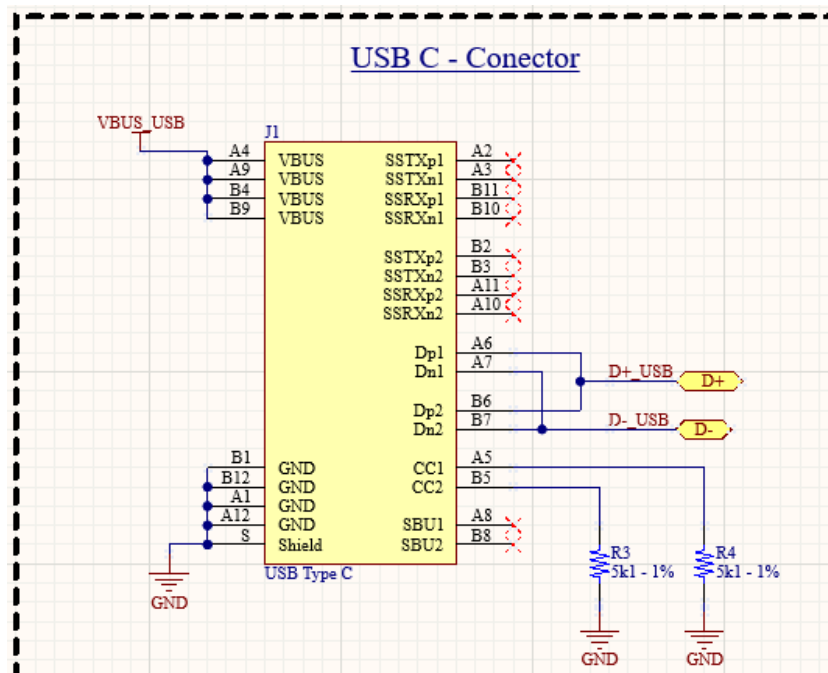 USB C - Conector
VBUS_USB
J1
A4 VBUS SSTXp1 A2
A9 VBUS SSTXn1 A3
B4 VBUS SSRXp1 B11
B9 VBUS SSRXn1 B10
SSTXp2 B2
SSTXn2 B3
SSRXp2 A11
SSRXn2 A10
Dp1 A6
Dn1 A7
D+_USB D+
Dp2 B6
Dn2 B7 D-_USB D-
B1 GND CC1 A5
B12 GND CC2 B5
A1 GND
A12 GND SBU1 A8
S Shield SBU2 B8
USB Type C
R3
5k1 - 1%
R4
5k1 - 1%
GND
GND
GND